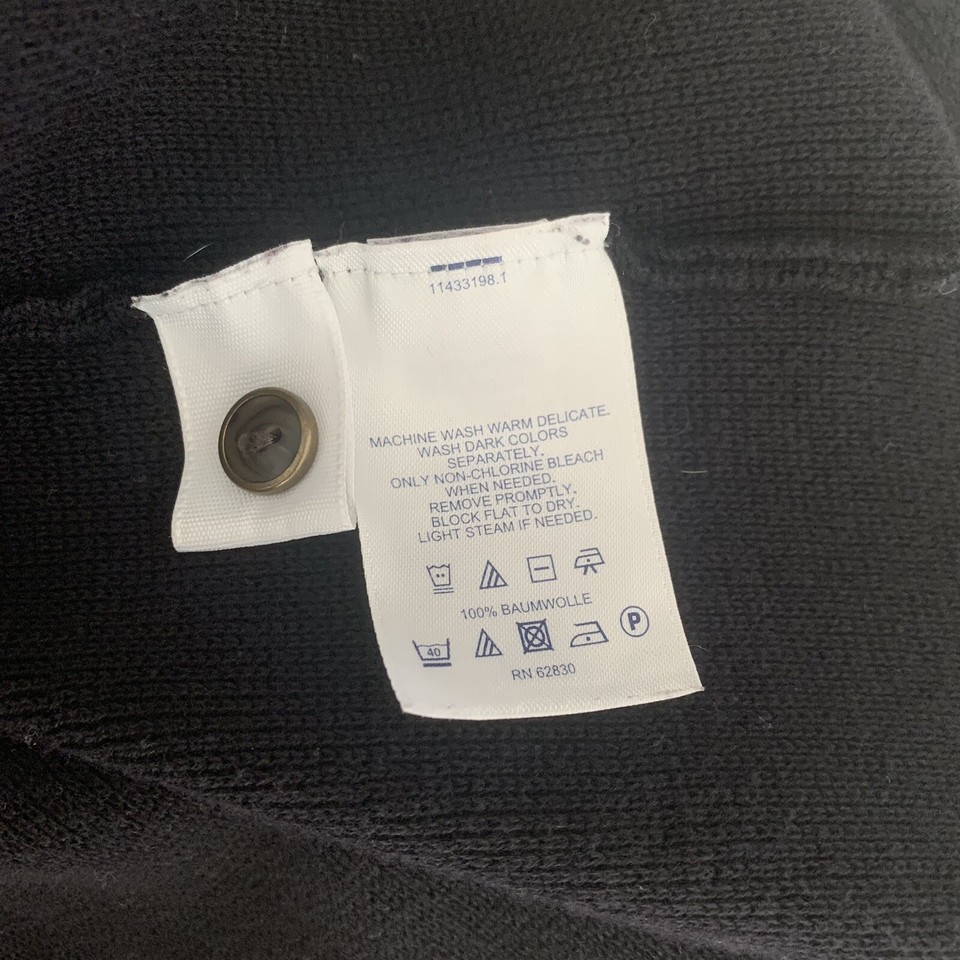 11433198.1
MACHINE WASH WARM DELICATE.
WASH DARK COLORS
SEPARATELY.
ONLY NON-CHLORINE BLEACH
WHEN NEEDED.
REMOVE PROMPTLY.
BLOCK FLAT TO DRY.
LIGHT STEAM IF NEEDED.
100% BAUMWOLLE
40 P
RN 62830